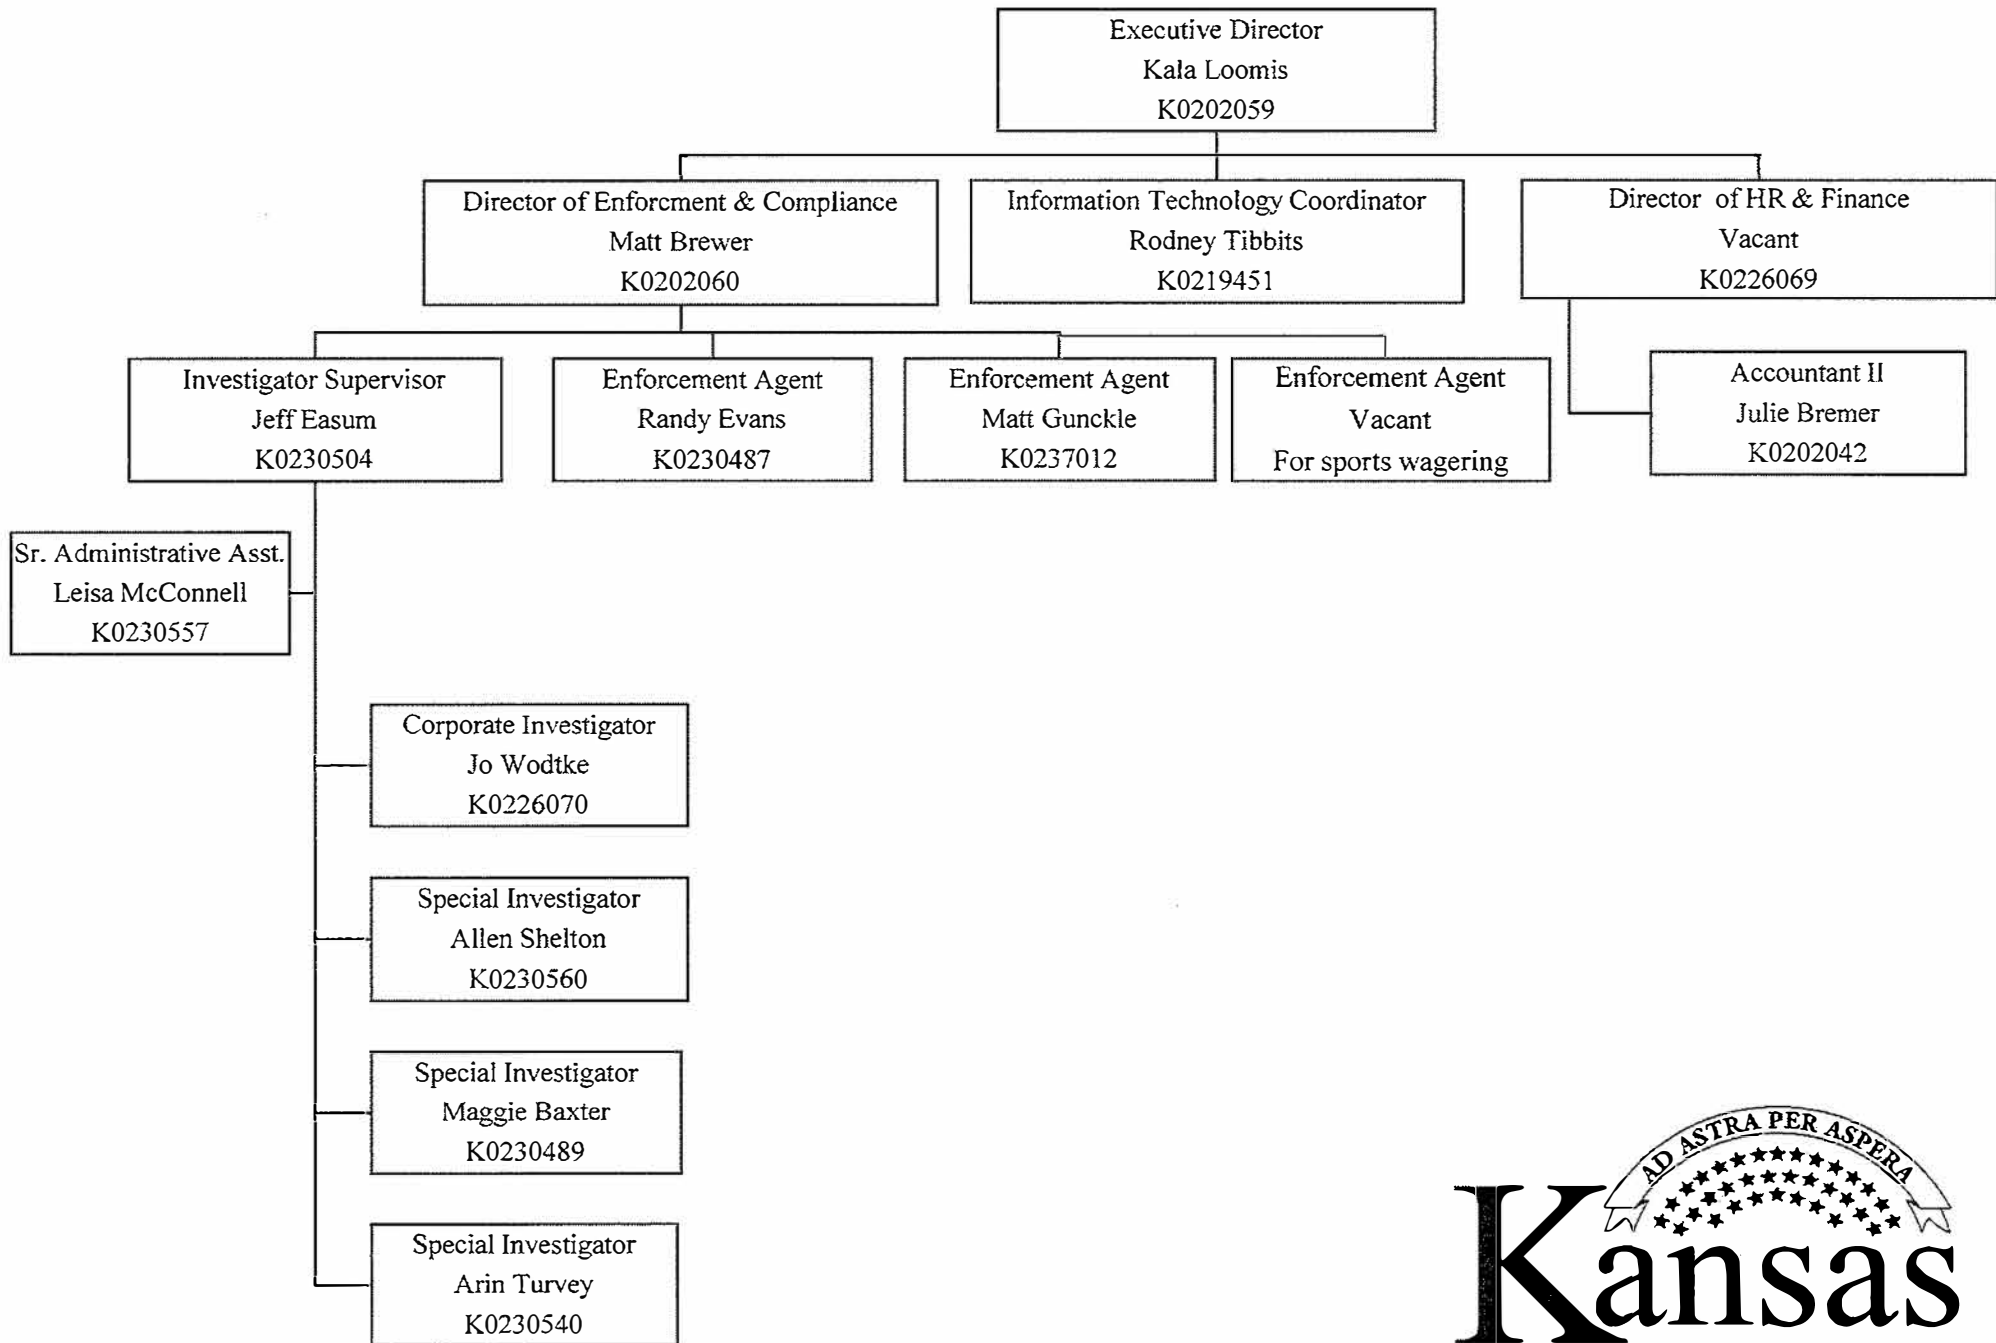 Executive Director
Kala Loomis
K0202059
Director of Enforcment & Compliance
Matt Brewer
K0202060
Information Technology Coordinator
Rodney Tibbits
K0219451
Director of HR & Finance
Vacant
K0226069
Investigator Supervisor
Jeff Easum
K0230504
Enforcement Agent
Randy Evans
K0230487
Enforcement Agent
Matt Gunckle
K0237012
Enforcement Agent
Vacant
For sports wagering
Accountant II
Julie Bremer
K0202042
Sr. Administrative Asst.
Leisa McConnell
K0230557
Corporate Investigator
Jo Wodtke
K0226070
Special Investigator
Allen Shelton
K0230560
Special Investigator
Maggie Baxter
K0230489
Special Investigator
Arin Turvey
K0230540
AD ASTRA PER ASPERA
Kansas